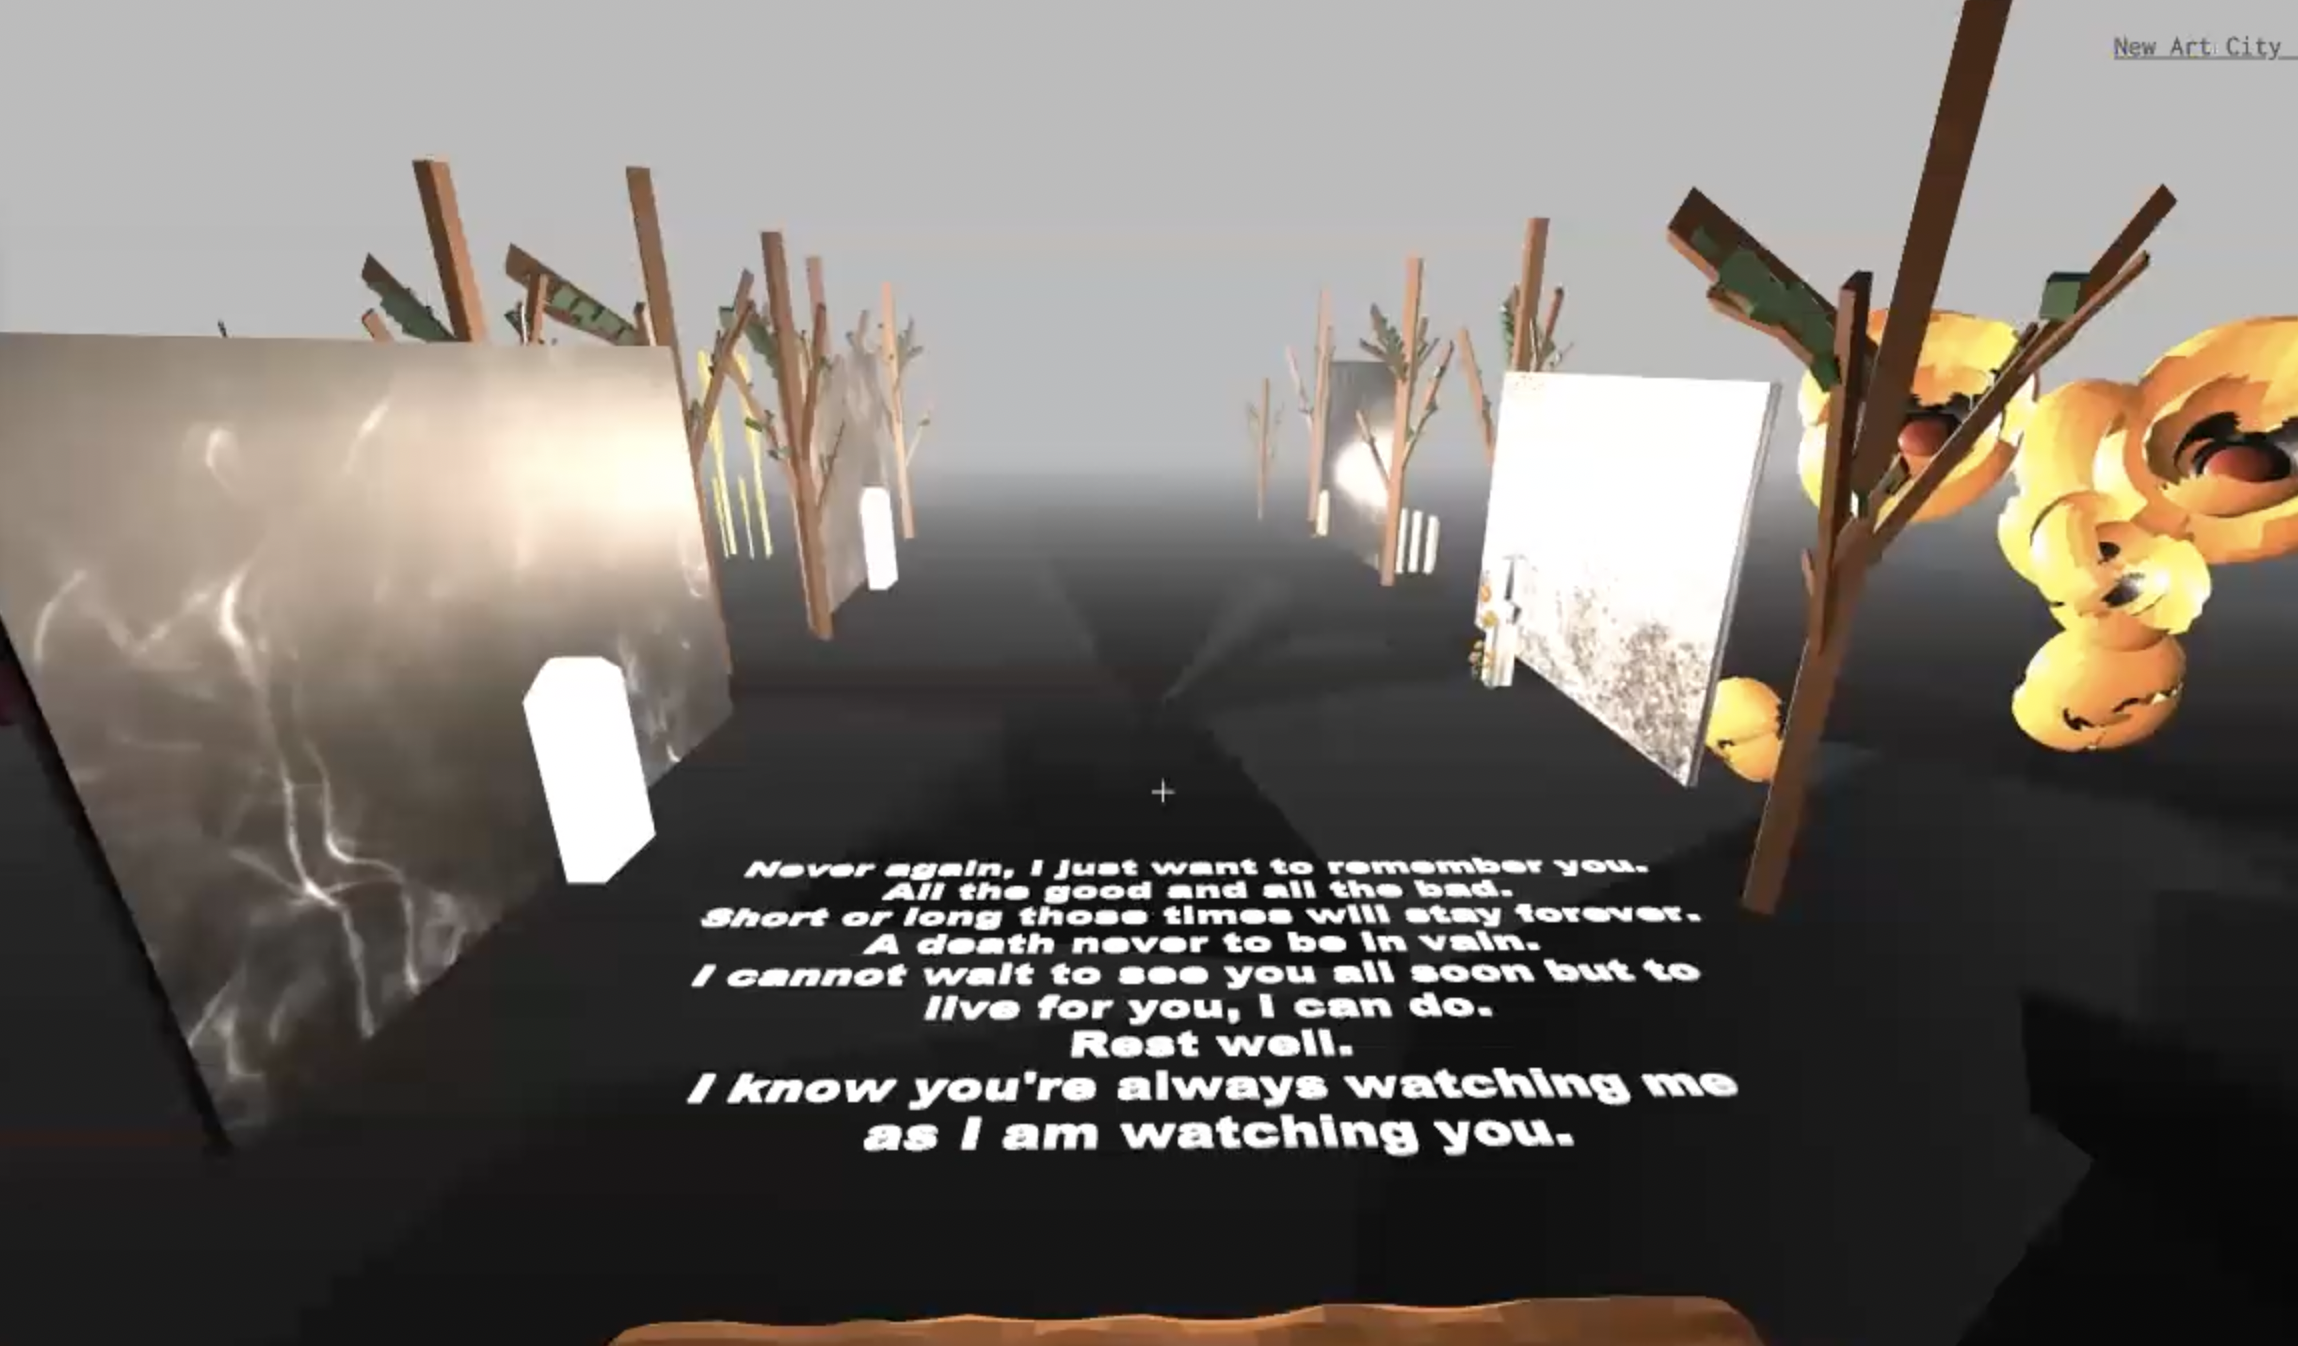 New Art City
Never again, I just want to remember you.
All the good and all the bad.
Short or long those times will stay forever.
A death never to be in vain.
I cannot wait to see you all soon but to
live for you, I can do.
Rest well.
I know you're always watching me
as I am watching you.